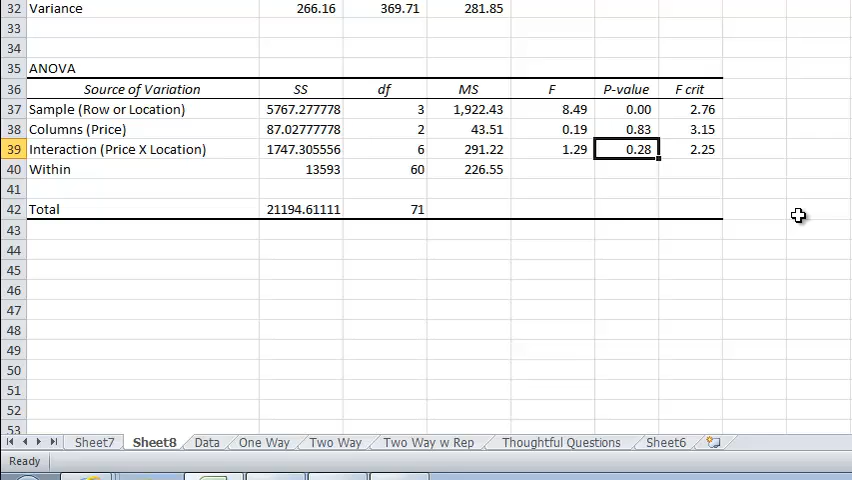 32 Variance 266.16 369.71 281.85
33
34
35 ANOVA
36 Source of Variation SS df MS F P-value F crit
37 Sample (Row or Location) 5767.277778 3 1,922.43 8.49 0.00 2.76
38 Columns (Price) 87.02777778 2 43.51 0.19 0.83 3.15
39 Interaction (Price X Location) 1747.305556 6 291.22 1.29 0.28 2.25
40 Within 13593 60 226.55
41
42 Total 21194.61111 71
43
44
45
46
47
48
49
50
51
52
53
Sheet7 Sheet8 Data One Way Two Way Two Way w Rep Thoughtful Questions Sheet6
Ready